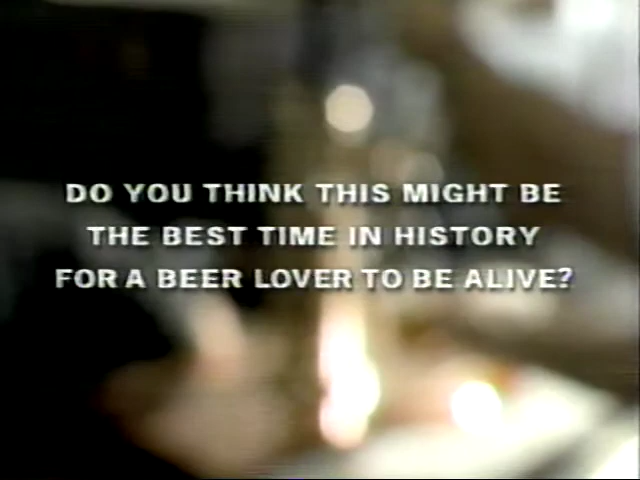 DO YOU THINK THIS MIGHT BE
THE BEST TIME IN HISTORY
FOR A BEER LOVER TO BE ALIVE?